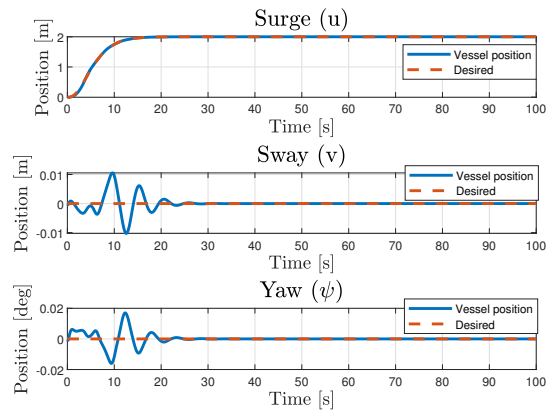 Surge (u)
Position [m]
2
1
0
Vessel position
Desired
0 10 20 30 40 50 60 70 80 90 100
Time [s]
Sway (v)
Position [m]
0.01
0
-0.01
Vessel position
Desired
0 10 20 30 40 50 60 70 80 90 100
Time [s]
Yaw (ψ)
Position [deg]
0.02
0
-0.02
Vessel position
Desired
0 10 20 30 40 50 60 70 80 90 100
Time [s]